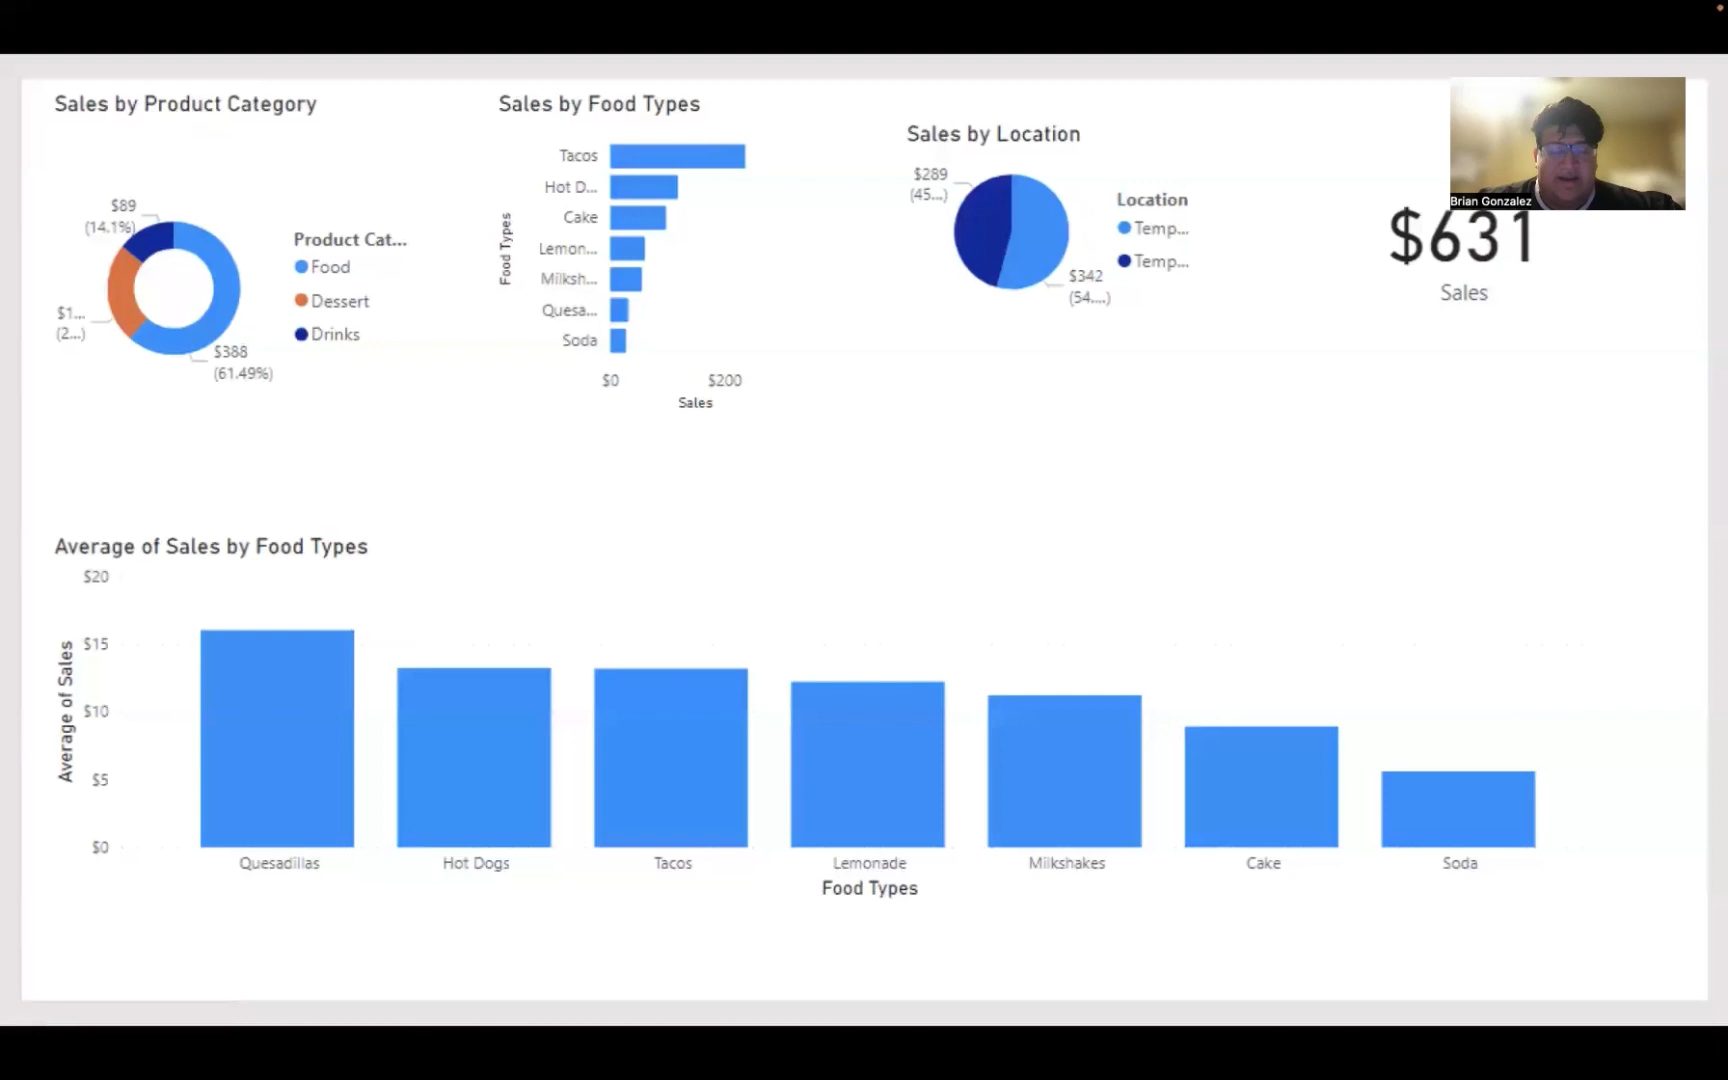 Sales by Product Category
$89
(14.1%)
$1...
(2...)
$388
(61.49%)
Product Cat...
Food
Dessert
Drinks
Sales by Food Types
Food Types
Tacos
Hot D...
Cake
Lemon...
Milksh...
Quesa...
Soda
$0 $200
Sales
Sales by Location
$289
(45...)
$342
(54....)
Location
Temp...
Temp...
Brian Gonzalez
$631
Sales
Average of Sales by Food Types
Average of Sales
$20
$15
$10
$5
$0
Quesadillas Hot Dogs Tacos Lemonade Milkshakes Cake Soda
Food Types